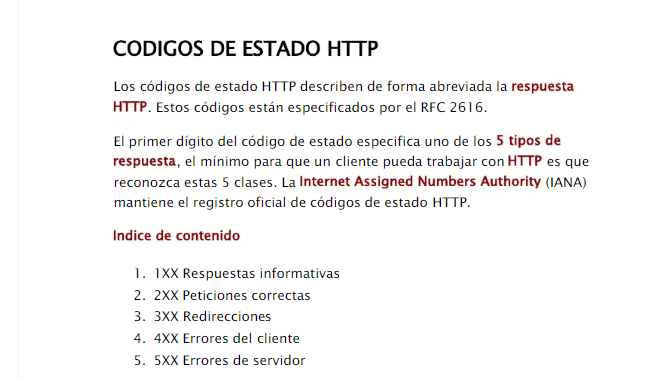 CODIGOS DE ESTADO HTTP
Los códigos de estado HTTP describen de forma abreviada la respuesta
HTTP. Estos códigos están especificados por el RFC 2616.
El primer dígito del código de estado especifica uno de los 5 tipos de
respuesta, el mínimo para que un cliente pueda trabajar con HTTP es que
reconozca estas 5 clases. La Internet Assigned Numbers Authority (IANA)
mantiene el registro oficial de códigos de estado HTTP.
Indice de contenido
1. 1XX Respuestas informativas
2. 2XX Peticiones correctas
3. 3XX Redirecciones
4. 4XX Errores del cliente
5. 5XX Errores de servidor